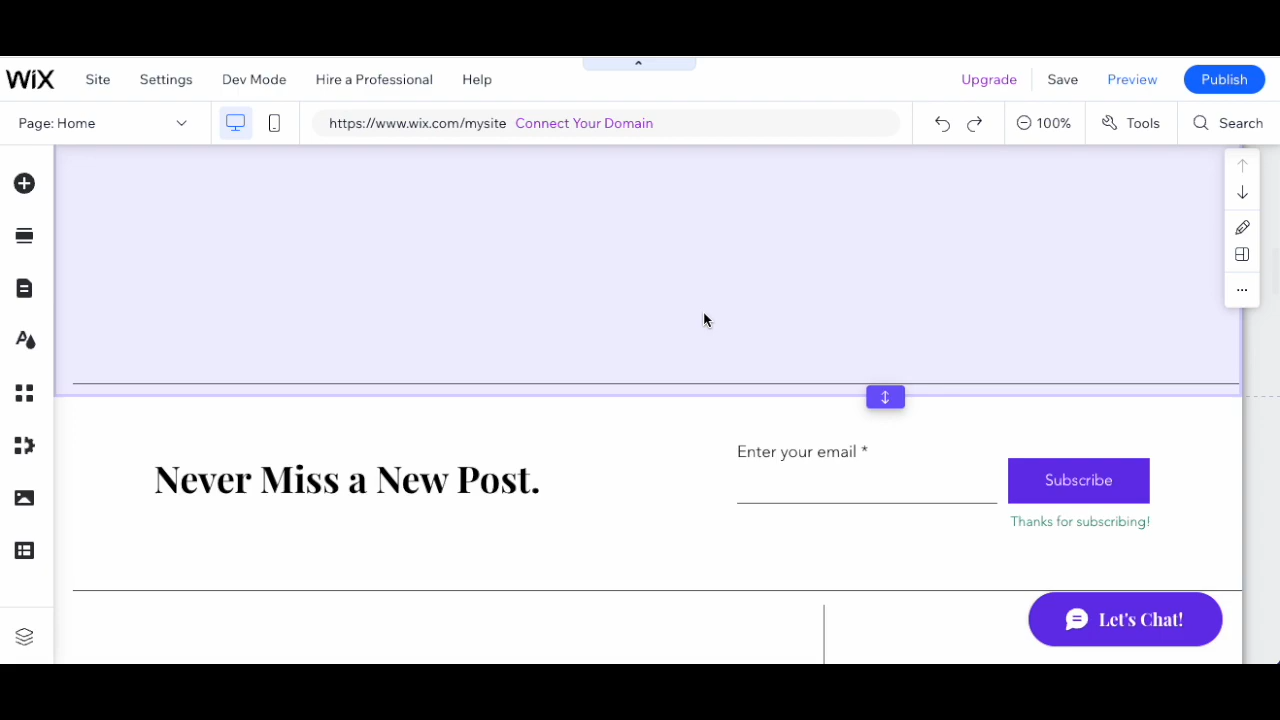 WiX Site Settings Dev Mode Hire a Professional Help Upgrade Save Preview Publish
Page: Home https://www.wix.com/mysite Connect Your Domain 100% Tools Search
Enter your email *
Never Miss a New Post.
Subscribe
Thanks for subscribing!
Let's Chat!